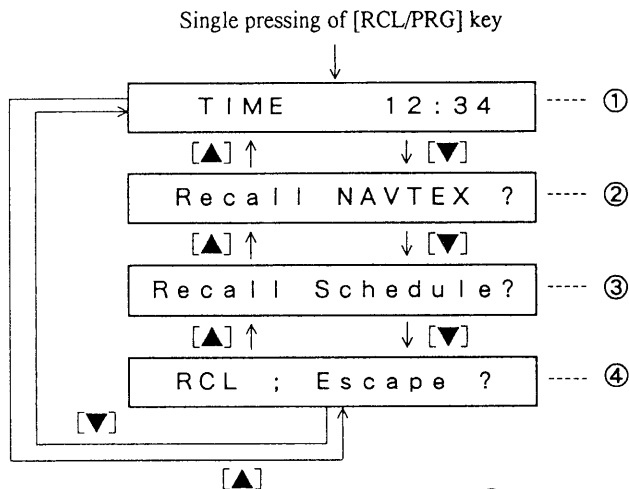 Single pressing of [RCL/PRG] key
TIME 12:34 ----- ①
[▲] ↑ ↓ [▼]
Recall NAVTEX ? ----- ②
[▲] ↑ ↓ [▼]
Recall Schedule? ----- ③
[▲] ↑ ↓ [▼]
RCL ; Escape ? ----- ④
[▼]
[▲]